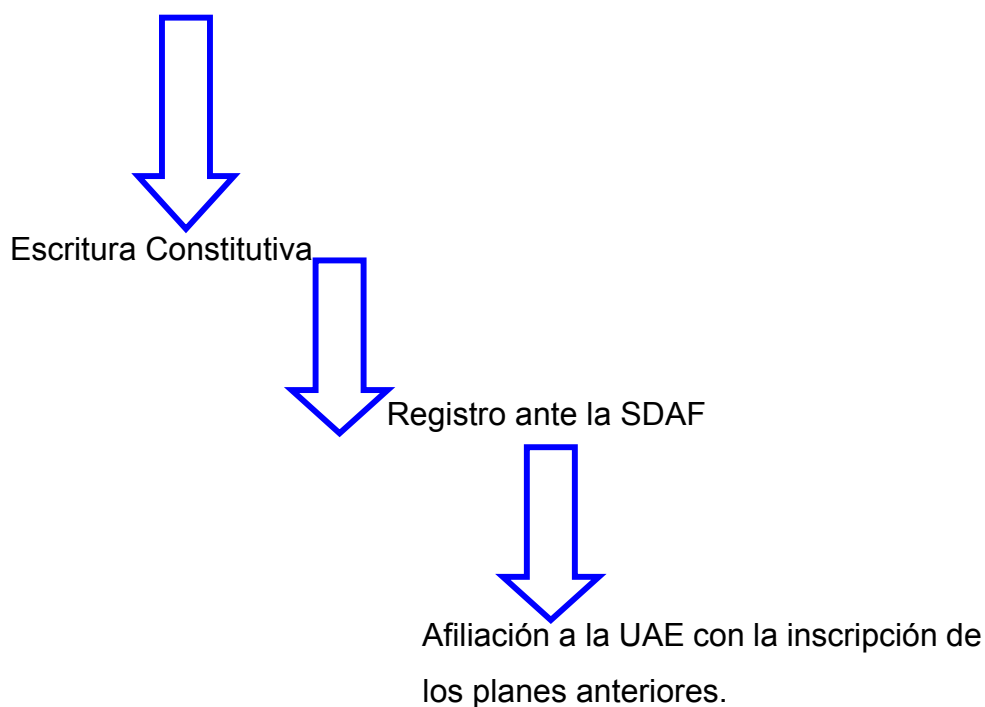 Escritura Constitutiva
Registro ante la SDAF
Afiliación a la UAE con la inscripción de
los planes anteriores.